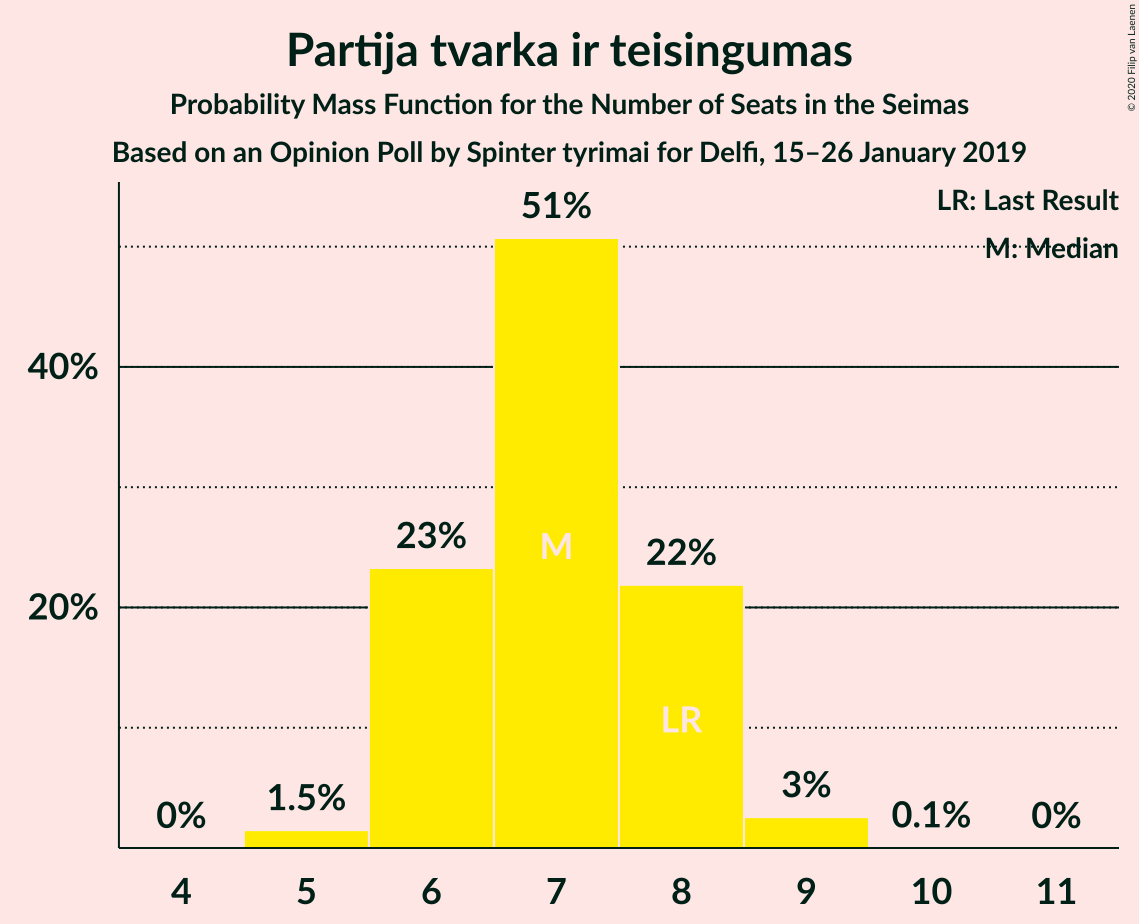 Partija tvarka ir teisingumas
Probability Mass Function for the Number of Seats in the Seimas
Based on an Opinion Poll by Spinter tyrimai for Delfi, 15–26 January 2019
© 2020 Filip van Laenen
LR: Last Result
M: Median
51%
40%
23%
M
22%
20%
LR
0%
1.5%
3%
0.1%
0%
4 5 6 7 8 9 10 11